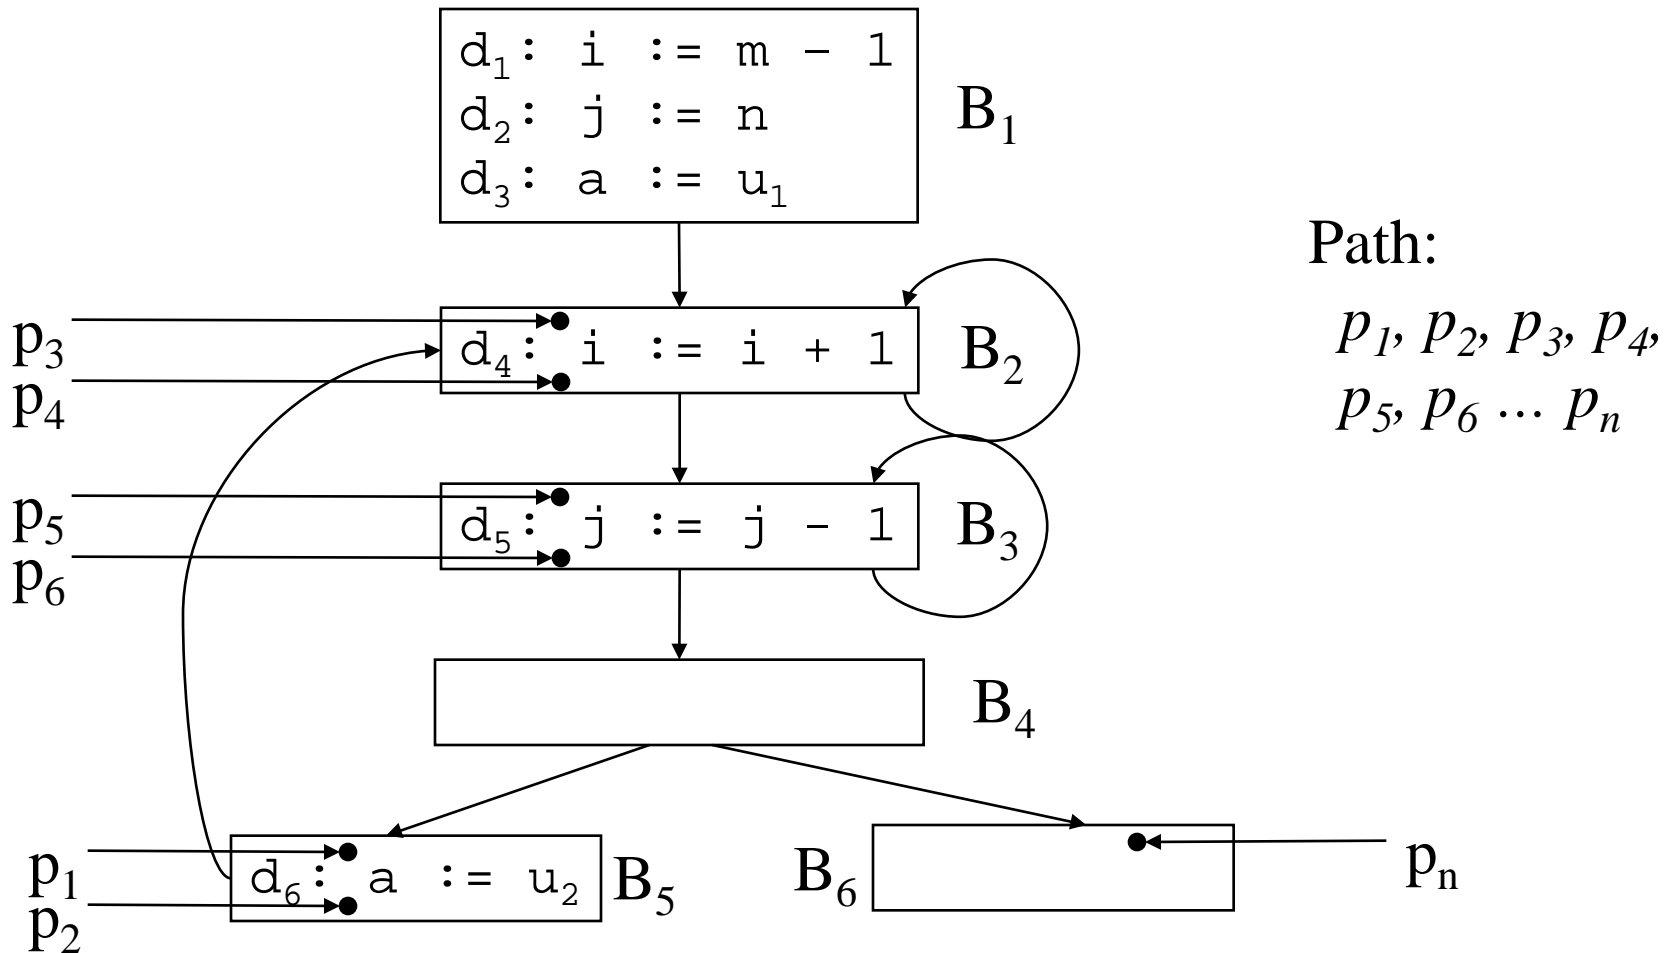 d₁: i := m - 1
d₂: j := n
d₃: a := u₁
B₁
Path:
p₁, p₂, p₃, p₄,
p₅, p₆ ... pₙ
p₃
d₄: i := i + 1
B₂
p₄
p₅
d₅: j := j - 1
B₃
p₆
B₄
p₁
d₆: a := u₂
B₅
p₂
B₆
pₙ